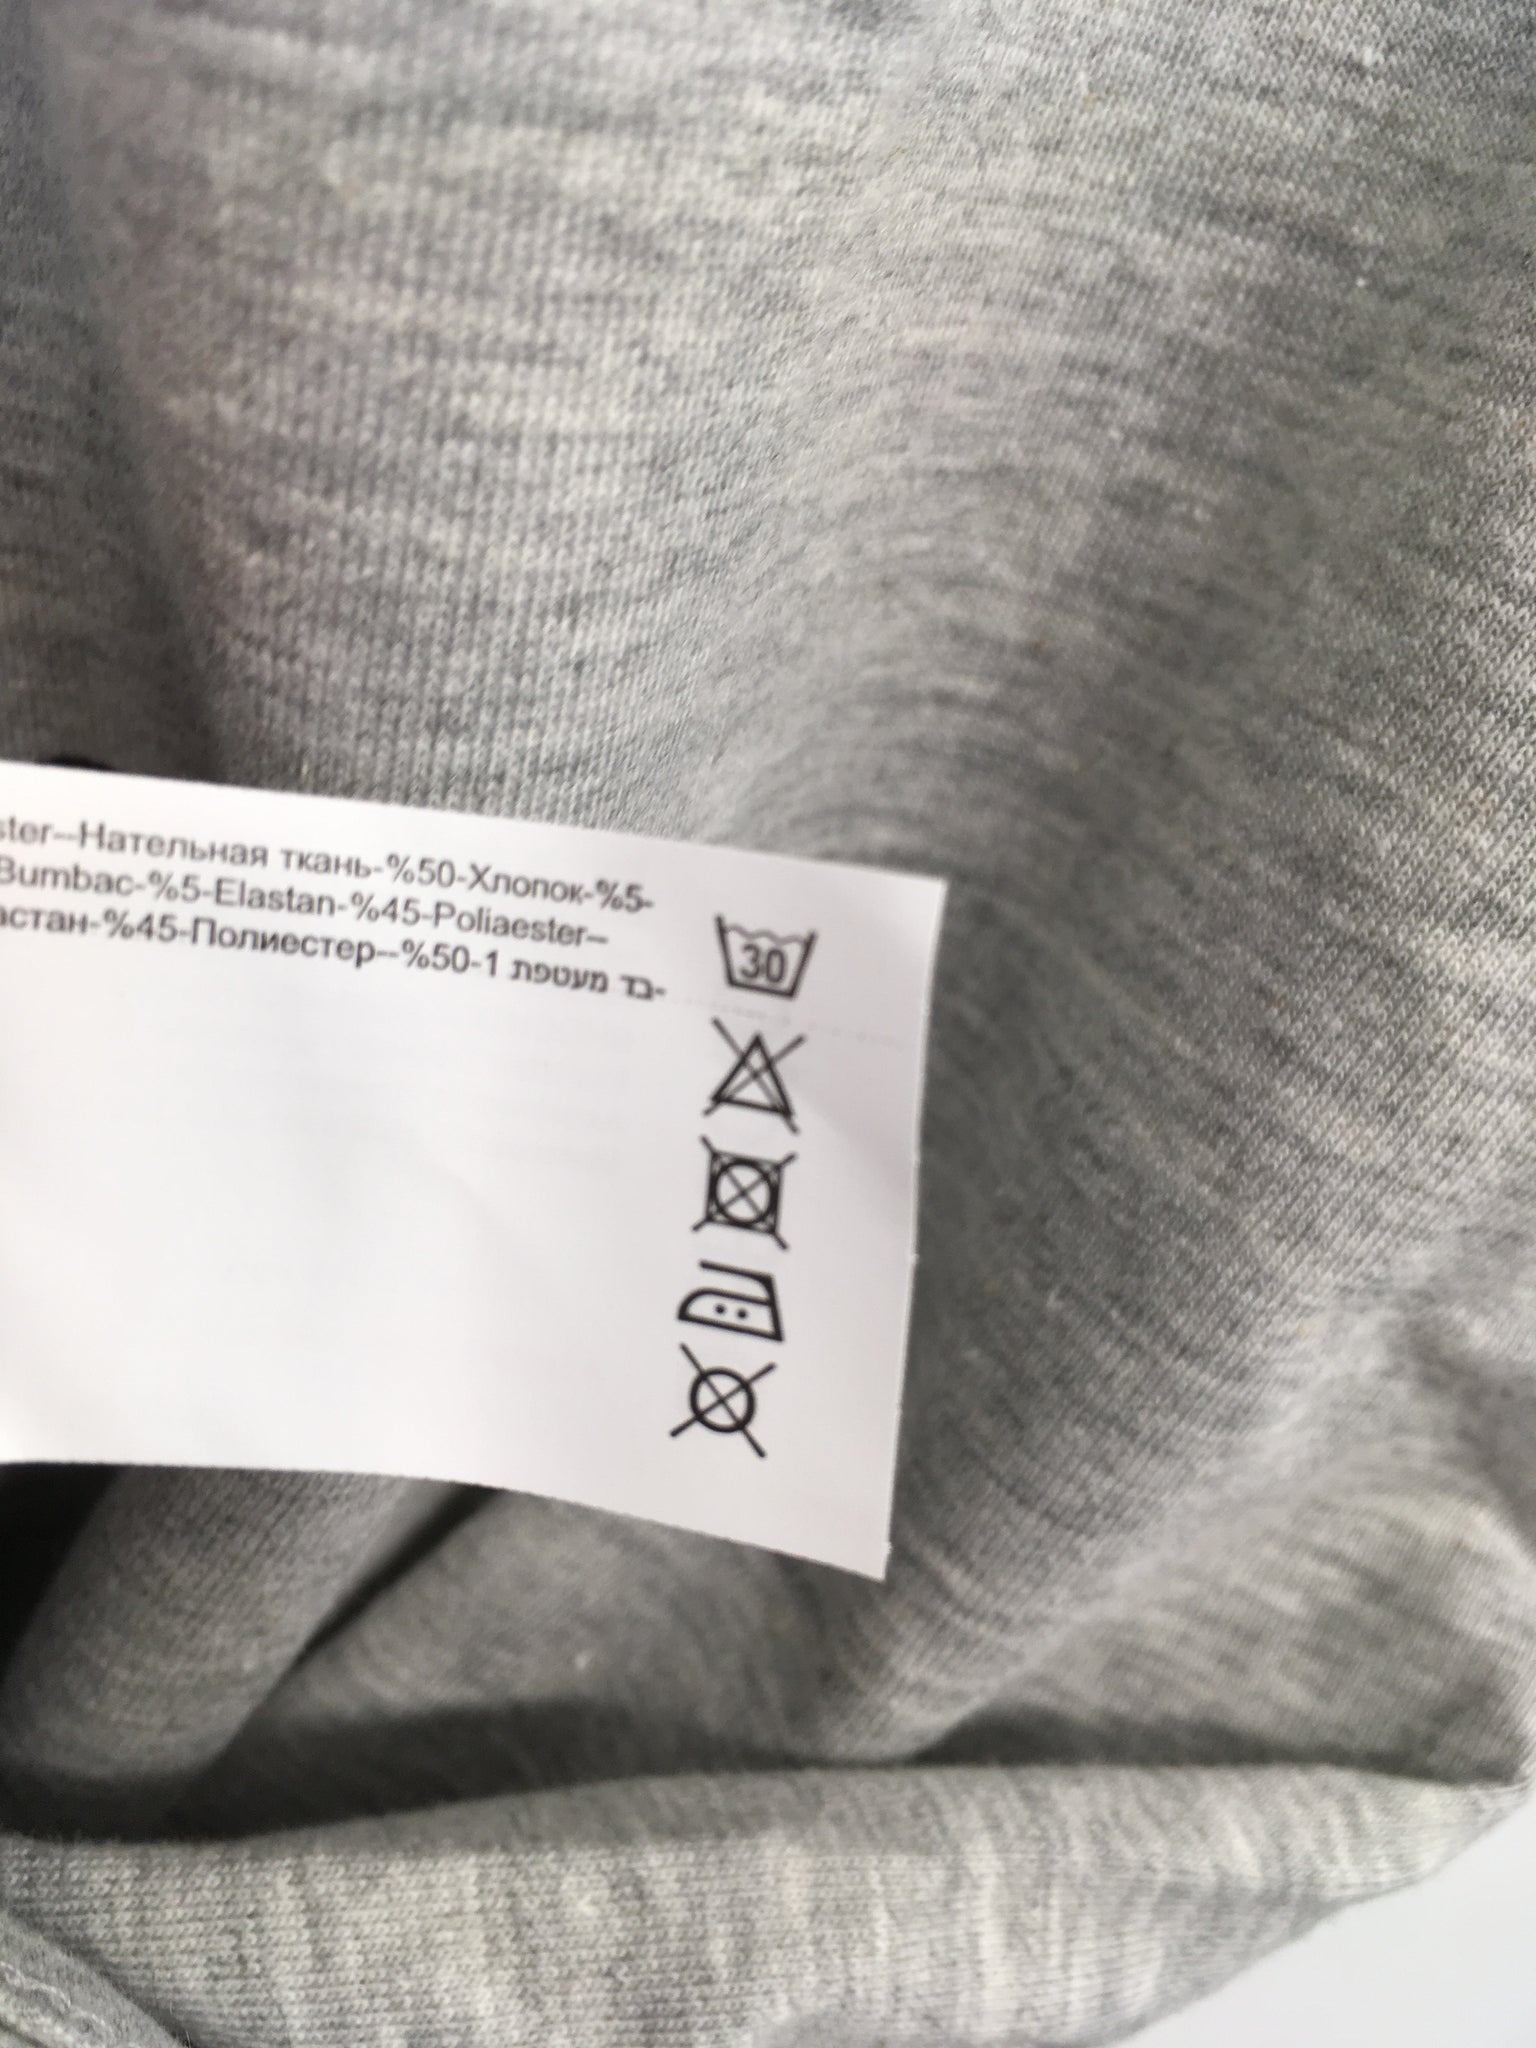 ster--Нательная ткань-%50-Хлопок-%5-
Bumbac-%5-Elastan-%45-Poliaester--
астан-%45-Полиестер--%50-1 בד מעטפת-
30